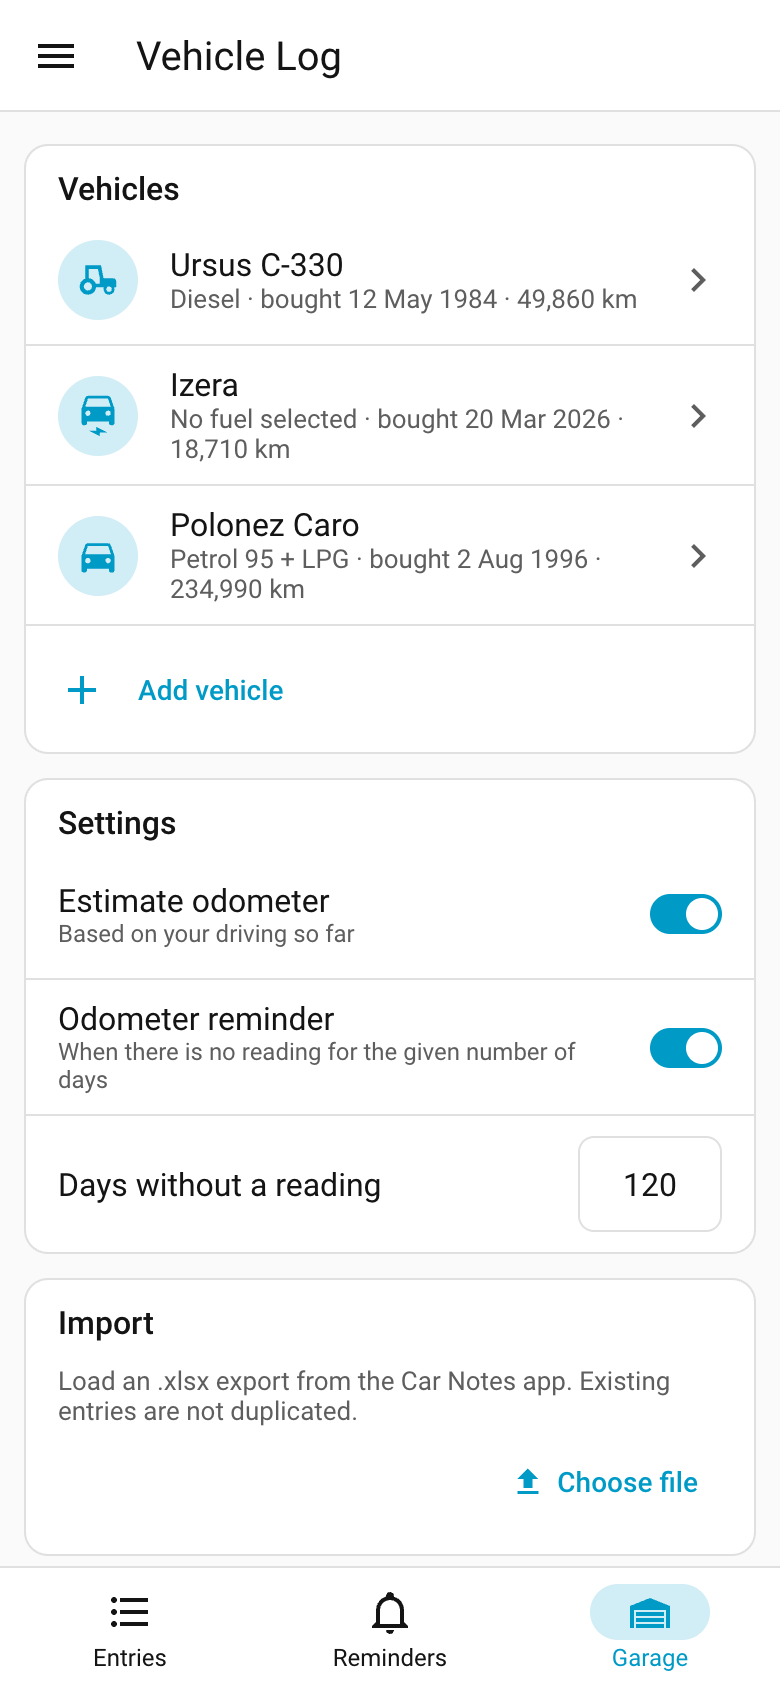 Vehicle Log
Vehicles
Ursus C-330
Diesel · bought 12 May 1984 · 49,860 km
Izera
No fuel selected · bought 20 Mar 2026 ·
18,710 km
Polonez Caro
Petrol 95 + LPG · bought 2 Aug 1996 ·
234,990 km
Add vehicle
Settings
Estimate odometer
Based on your driving so far
Odometer reminder
When there is no reading for the given number of
days
Days without a reading
120
Import
Load an .xlsx export from the Car Notes app. Existing
entries are not duplicated.
Choose file
Entries
Reminders
Garage